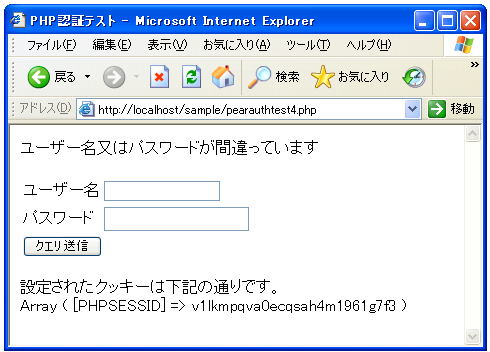 PHP認証テスト - Microsoft Internet Explorer
ファイル(F) 編集(E) 表示(V) お気に入り(A) ツール(T) ヘルプ(H)
戻る 検索 お気に入り »
アドレス(D) http://localhost/sample/pearauthtest4.php 移動
ユーザー名又はパスワードが間違っています
ユーザー名
パスワード
クエリ送信
設定されたクッキーは下記の通りです。
Array ( [PHPSESSID] => v1lkmpqva0ecqsah4m1961g7f3 )